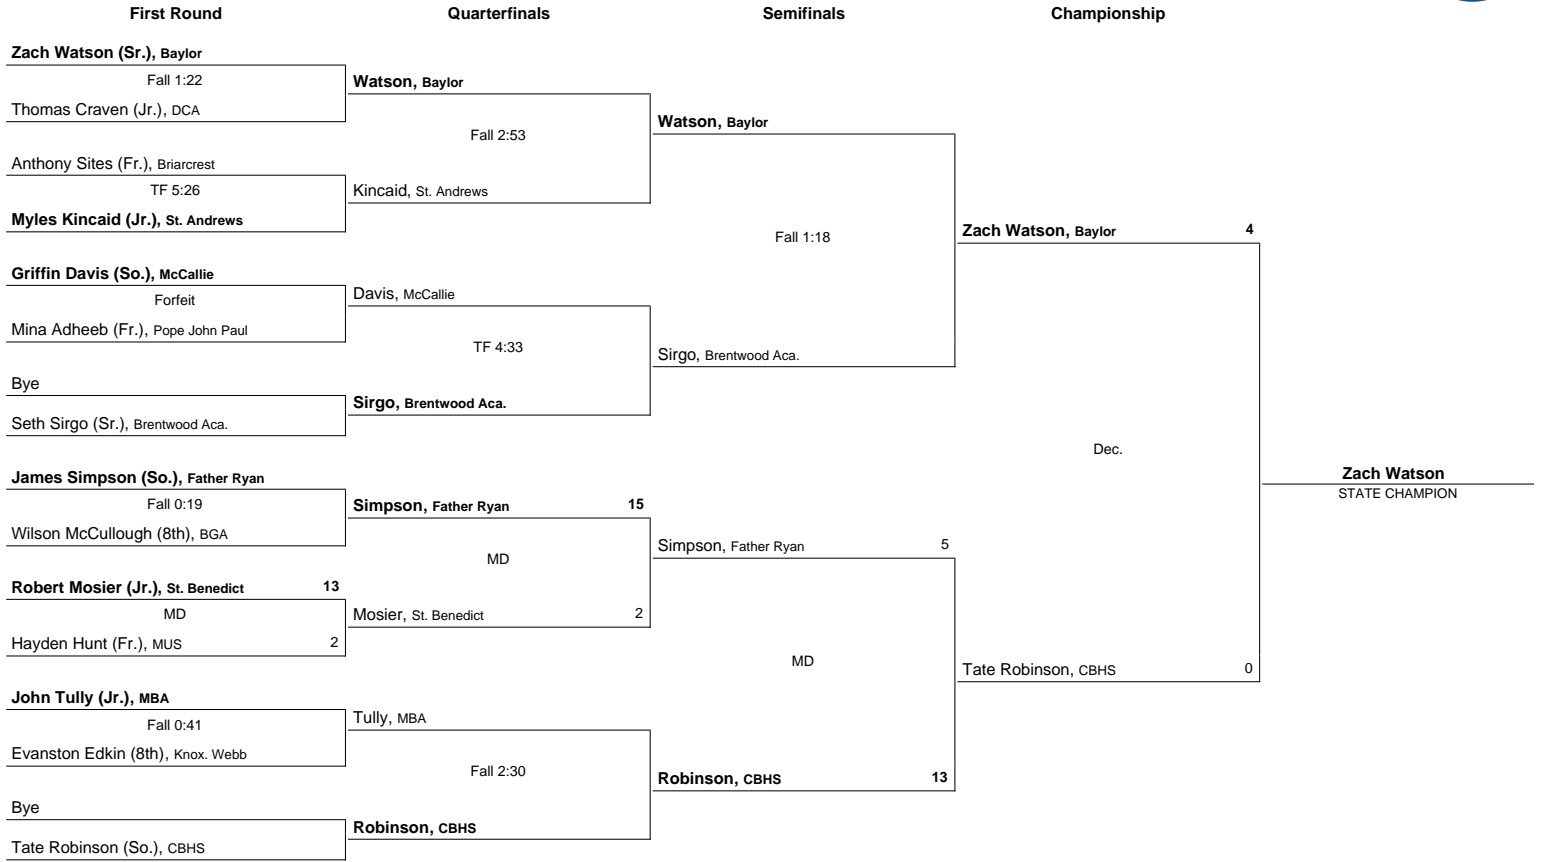 First Round
Quarterfinals
Semifinals
Championship
Zach Watson (Sr.), Baylor
Fall 1:22
Thomas Craven (Jr.), DCA
Anthony Sites (Fr.), Briarcrest
TF 5:26
Myles Kincaid (Jr.), St. Andrews
Griffin Davis (So.), McCallie
Forfeit
Mina Adheeb (Fr.), Pope John Paul
Bye
Seth Sirgo (Sr.), Brentwood Aca.
James Simpson (So.), Father Ryan
Fall 0:19
Wilson McCullough (8th), BGA
Robert Mosier (Jr.), St. Benedict 13
MD
Hayden Hunt (Fr.), MUS 2
John Tully (Jr.), MBA
Fall 0:41
Evanston Edkin (8th), Knox. Webb
Bye
Tate Robinson (So.), CBHS
Watson, Baylor
Fall 2:53
Kincaid, St. Andrews
Davis, McCallie
TF 4:33
Sirgo, Brentwood Aca.
Simpson, Father Ryan 15
MD
Mosier, St. Benedict 2
Tully, MBA
Fall 2:30
Robinson, CBHS
Watson, Baylor
Fall 1:18
Sirgo, Brentwood Aca.
Simpson, Father Ryan 5
MD
Robinson, CBHS 13
Zach Watson, Baylor 4
Dec.
Tate Robinson, CBHS 0
Zach Watson
STATE CHAMPION